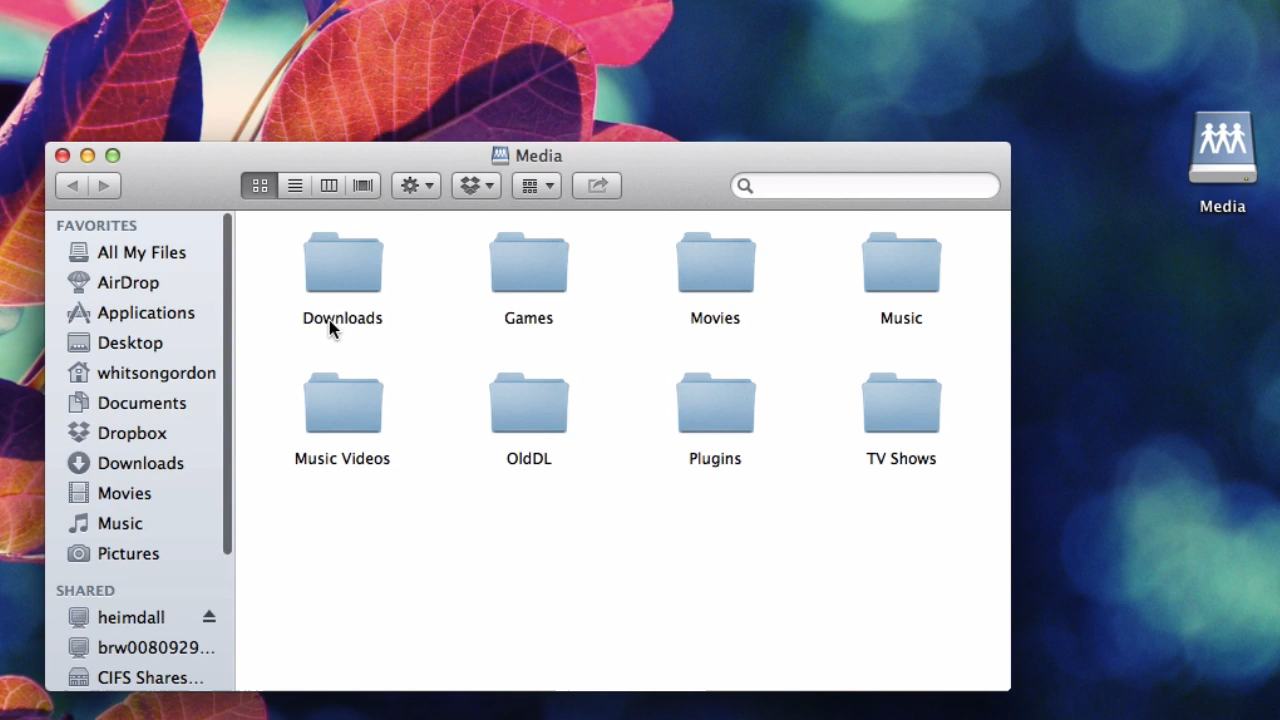 Media
Media
FAVORITES
All My Files
AirDrop
Applications
Desktop
whitsongordon
Documents
Dropbox
Downloads
Movies
Music
Pictures
SHARED
heimdall
brw0080929...
CIFS Shares...
Downloads
Games
Movies
Music
Music Videos
OldDL
Plugins
TV Shows